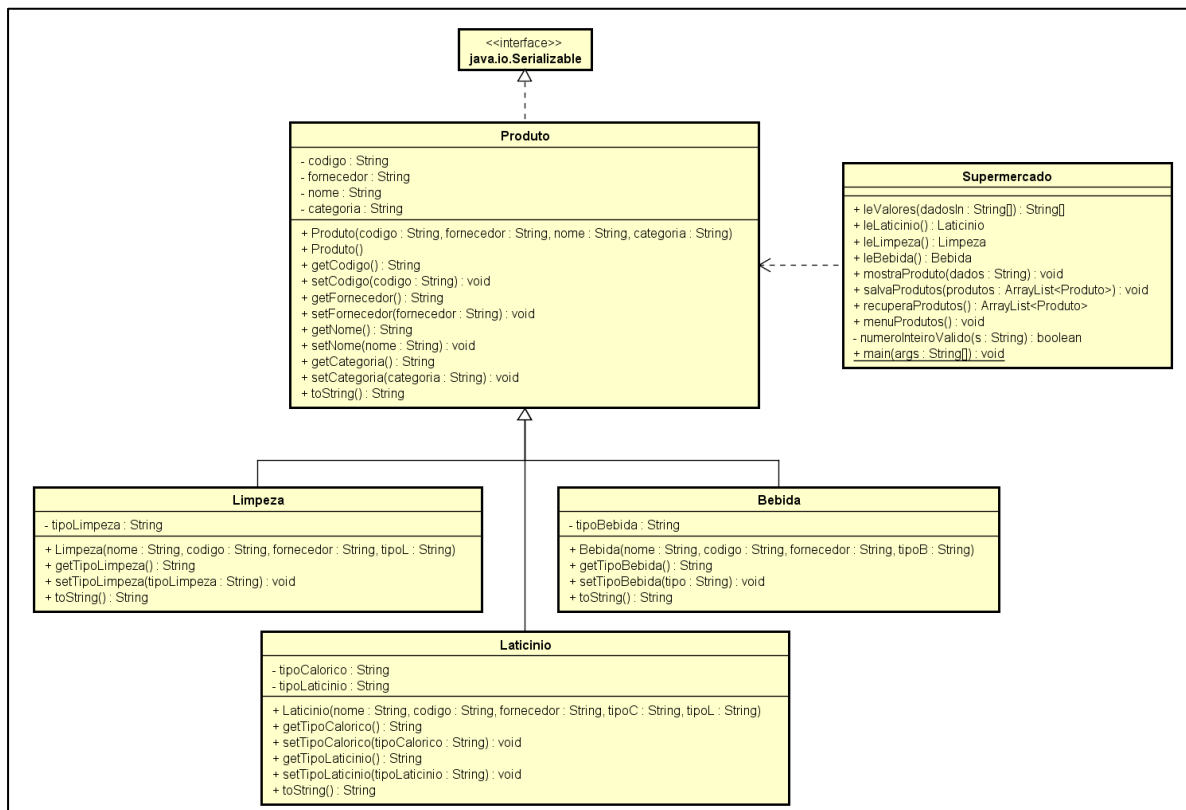 <<interface>>
java.io.Serializable
Produto
- codigo : String
- fornecedor : String
- nome : String
- categoria : String
+ Produto(codigo : String, fornecedor : String, nome : String, categoria : String)
+ Produto()
+ getCodigo() : String
+ setCodigo(codigo : String) : void
+ getFornecedor() : String
+ setFornecedor(fornecedor : String) : void
+ getNome() : String
+ setNome(nome : String) : void
+ getCategoria() : String
+ setCategoria(categoria : String) : void
+ toString() : String
Supermercado
+ leValores(dadosIn : String[]) : String[]
+ leLaticinio() : Laticinio
+ leLimpeza() : Limpeza
+ leBebida() : Bebida
+ mostraProduto(dados : String) : void
+ salvaProdutos(produtos : ArrayList<Produto>) : void
+ recuperaProdutos() : ArrayList<Produto>
+ menuProdutos() : void
- numeroInteiroValido(s : String) : boolean
+ main(args : String[]) : void
Limpeza
- tipoLimpeza : String
+ Limpeza(nome : String, codigo : String, fornecedor : String, tipoL : String)
+ getTipoLimpeza() : String
+ setTipoLimpeza(tipoLimpeza : String) : void
+ toString() : String
Bebida
- tipoBebida : String
+ Bebida(nome : String, codigo : String, fornecedor : String, tipoB : String)
+ getTipoBebida() : String
+ setTipoBebida(tipo : String) : void
+ toString() : String
Laticinio
- tipoCalorico : String
- tipoLaticinio : String
+ Laticinio(nome : String, codigo : String, fornecedor : String, tipoC : String, tipoL : String)
+ getTipoCalorico() : String
+ setTipoCalorico(tipoCalorico : String) : void
+ getTipoLaticinio() : String
+ setTipoLaticinio(tipoLaticinio : String) : void
+ toString() : String